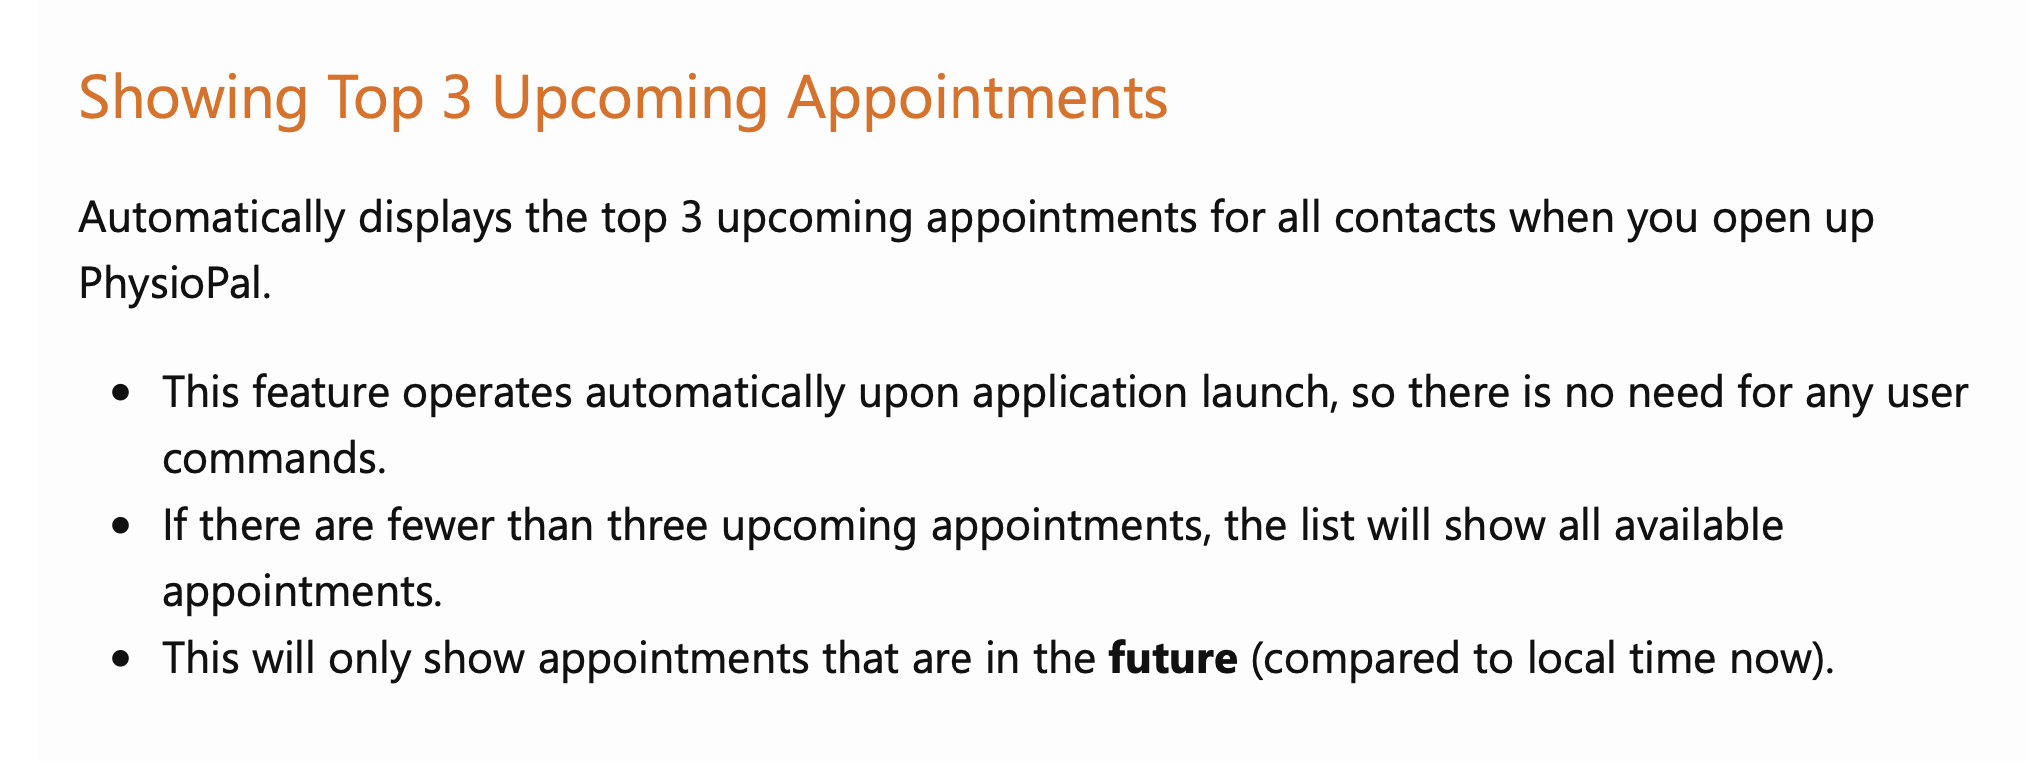 Showing Top 3 Upcoming Appointments
Automatically displays the top 3 upcoming appointments for all contacts when you open up
PhysioPal.
• This feature operates automatically upon application launch, so there is no need for any user
commands.
• If there are fewer than three upcoming appointments, the list will show all available
appointments.
• This will only show appointments that are in the future (compared to local time now).